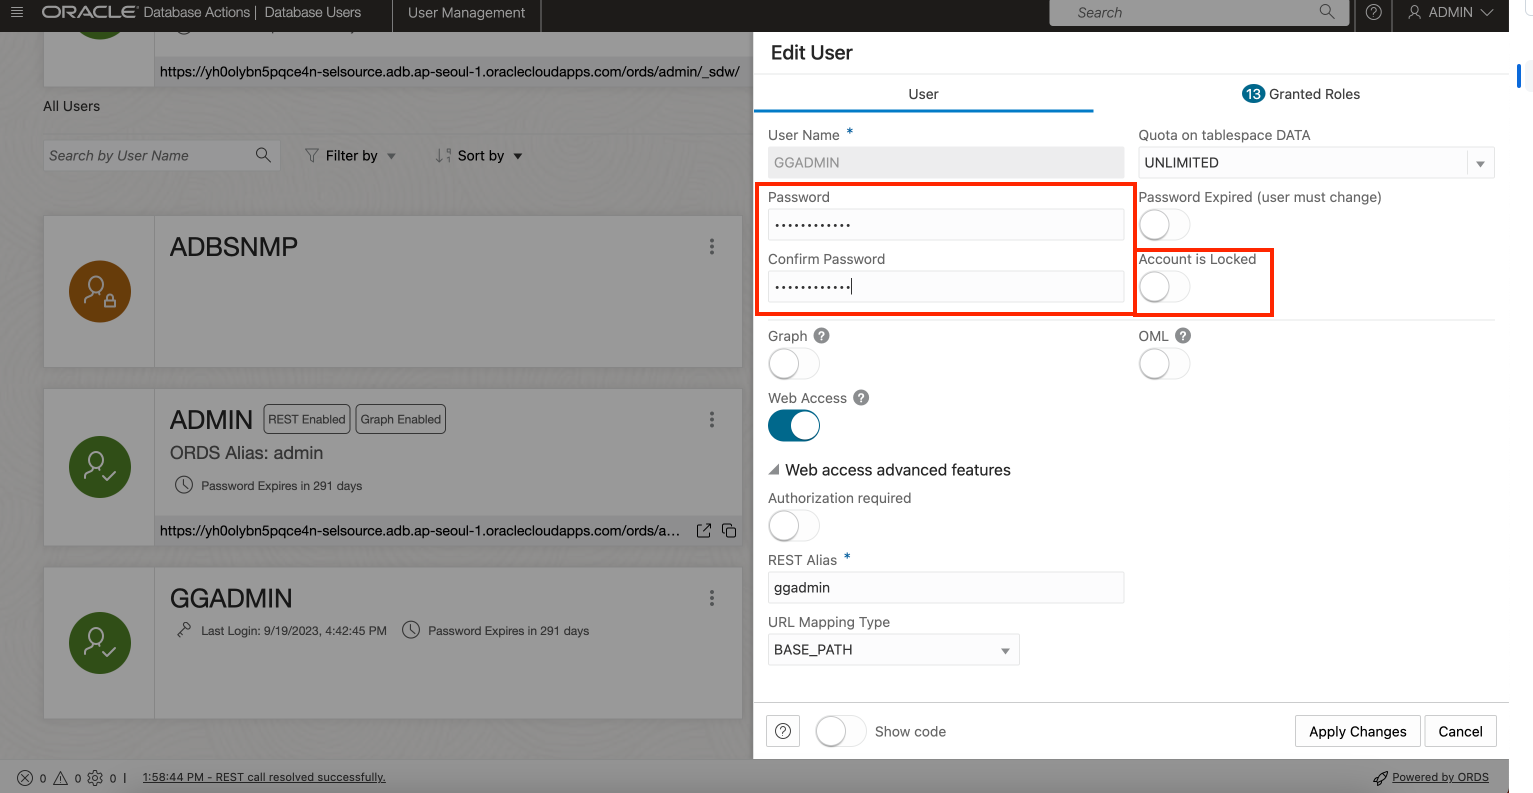 ORACLE Database Actions | Database Users
User Management
Search
ADMIN
https://yh0olybn5pqce4n-selsource.adb.ap-seoul-1.oraclecloudapps.com/ords/admin/_sdw/
All Users
Search by User Name
Filter by
Sort by
ADBSNMP
ADMIN REST Enabled Graph Enabled
ORDS Alias: admin
Password Expires in 291 days
https://yh0olybn5pqce4n-selsource.adb.ap-seoul-1.oraclecloudapps.com/ords/a...
GGADMIN
Last Login: 9/19/2023, 4:42:45 PM Password Expires in 291 days
Edit User
User
13 Granted Roles
User Name *
GGADMIN
Quota on tablespace DATA
UNLIMITED
Password
••••••••••••
Password Expired (user must change)
Confirm Password
••••••••••••
Account is Locked
Graph ?
OML ?
Web Access ?
Web access advanced features
Authorization required
REST Alias *
ggadmin
URL Mapping Type
BASE_PATH
? Show code
Apply Changes
Cancel
0 0 0 | 1:58:44 PM - REST call resolved successfully.
Powered by ORDS